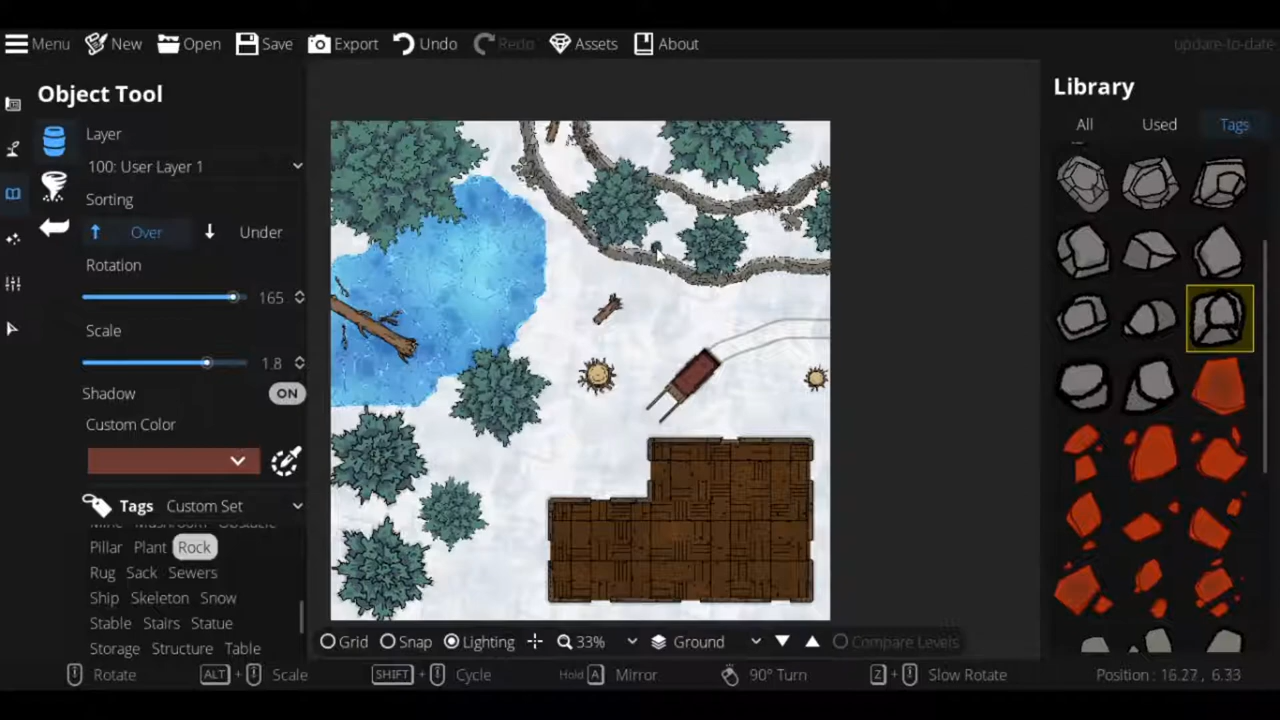 Menu New Open Save Export Undo Redo Assets About update-to-date
Object Tool
Layer
100: User Layer 1
Sorting
Over Under
Rotation
165
Scale
1.8
Shadow ON
Custom Color
Tags Custom Set
Mine Mushroom Obstacle
Pillar Plant Rock
Rug Sack Sewers
Ship Skeleton Snow
Stable Stairs Statue
Storage Structure Table
Library
All Used Tags
Grid Snap Lighting 33% Ground Compare Levels
Rotate ALT + Scale SHIFT + Cycle Hold A Mirror 90° Turn Z + Slow Rotate Position : 16.27, 6.33